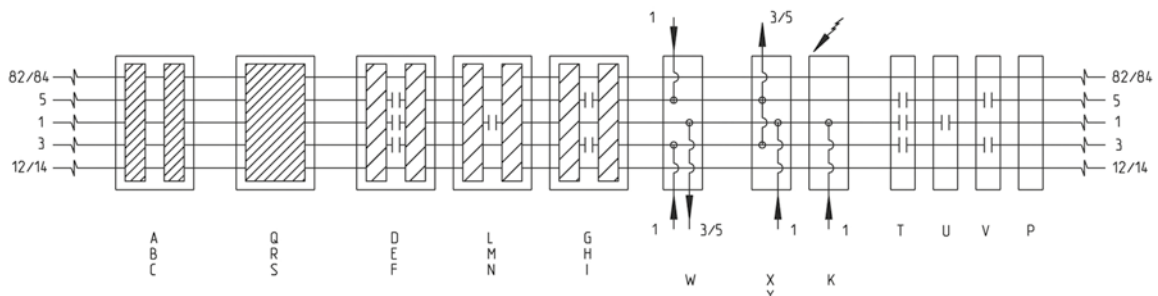 1 3/5
82/84 82/84
5 5
1 1
3 3
12/14 12/14
1 3/5 1 1
A Q D L G T U V P
B R E M H
C S F N I
W X K
Y